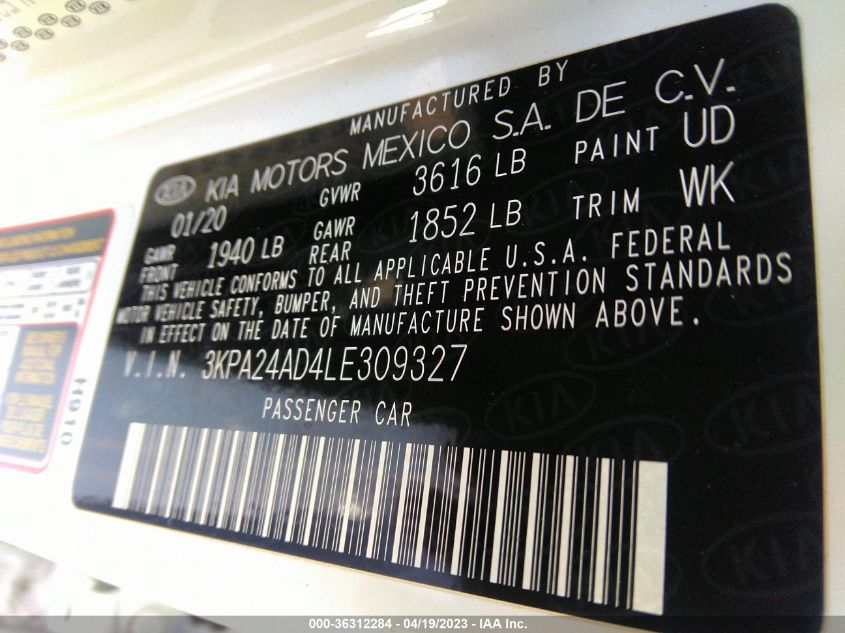 MANUFACTURED BY
KIA KIA MOTORS MEXICO S.A. DE C.V.
01/20 GVWR 3616 LB PAINT UD
GAWR FRONT 1940 LB GAWR REAR 1852 LB TRIM WK
THIS VEHICLE CONFORMS TO ALL APPLICABLE U.S.A. FEDERAL
MOTOR VEHICLE SAFETY, BUMPER, AND THEFT PREVENTION STANDARDS
IN EFFECT ON THE DATE OF MANUFACTURE SHOWN ABOVE.
V.I.N. 3KPA24AD4LE309327
PASSENGER CAR
H910
000-36312284 - 04/19/2023 - IAA Inc.